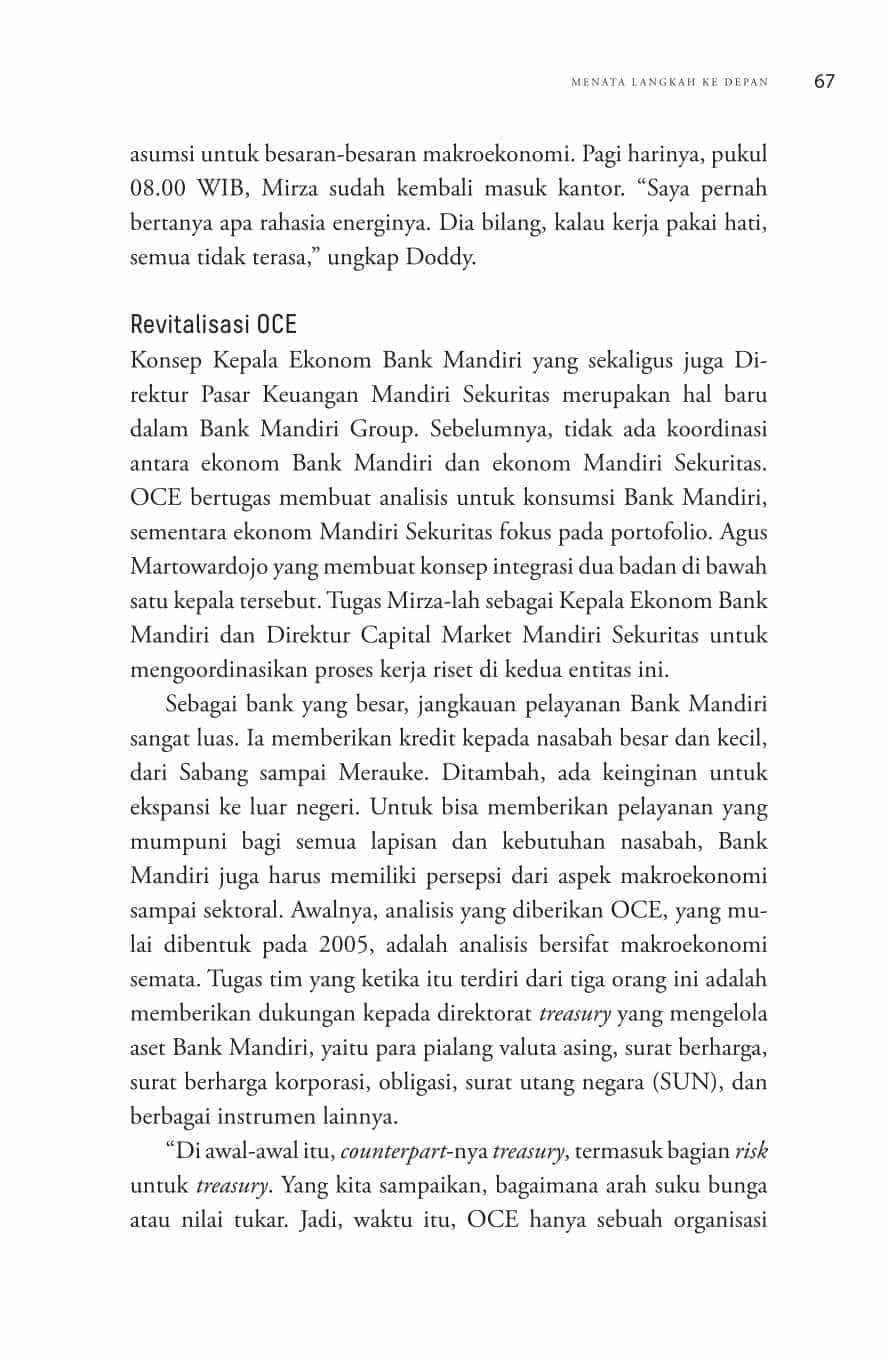 MENATA LANGKAH KE DEPAN 67
asumsi untuk besaran-besaran makroekonomi. Pagi harinya, pukul
08.00 WIB, Mirza sudah kembali masuk kantor. “Saya pernah
bertanya apa rahasia energinya. Dia bilang, kalau kerja pakai hati,
semua tidak terasa,” ungkap Doddy.
Revitalisasi OCE
Konsep Kepala Ekonom Bank Mandiri yang sekaligus juga Di-
rektur Pasar Keuangan Mandiri Sekuritas merupakan hal baru
dalam Bank Mandiri Group. Sebelumnya, tidak ada koordinasi
antara ekonom Bank Mandiri dan ekonom Mandiri Sekuritas.
OCE bertugas membuat analisis untuk konsumsi Bank Mandiri,
sementara ekonom Mandiri Sekuritas fokus pada portofolio. Agus
Martowardojo yang membuat konsep integrasi dua badan di bawah
satu kepala tersebut. Tugas Mirza-lah sebagai Kepala Ekonom Bank
Mandiri dan Direktur Capital Market Mandiri Sekuritas untuk
mengoordinasikan proses kerja riset di kedua entitas ini.
Sebagai bank yang besar, jangkauan pelayanan Bank Mandiri
sangat luas. Ia memberikan kredit kepada nasabah besar dan kecil,
dari Sabang sampai Merauke. Ditambah, ada keinginan untuk
ekspansi ke luar negeri. Untuk bisa memberikan pelayanan yang
mumpuni bagi semua lapisan dan kebutuhan nasabah, Bank
Mandiri juga harus memiliki persepsi dari aspek makroekonomi
sampai sektoral. Awalnya, analisis yang diberikan OCE, yang mu-
lai dibentuk pada 2005, adalah analisis bersifat makroekonomi
semata. Tugas tim yang ketika itu terdiri dari tiga orang ini adalah
memberikan dukungan kepada direktorat treasury yang mengelola
aset Bank Mandiri, yaitu para pialang valuta asing, surat berharga,
surat berharga korporasi, obligasi, surat utang negara (SUN), dan
berbagai instrumen lainnya.
“Di awal-awal itu, counterpart-nya treasury, termasuk bagian risk
untuk treasury. Yang kita sampaikan, bagaimana arah suku bunga
atau nilai tukar. Jadi, waktu itu, OCE hanya sebuah organisasi